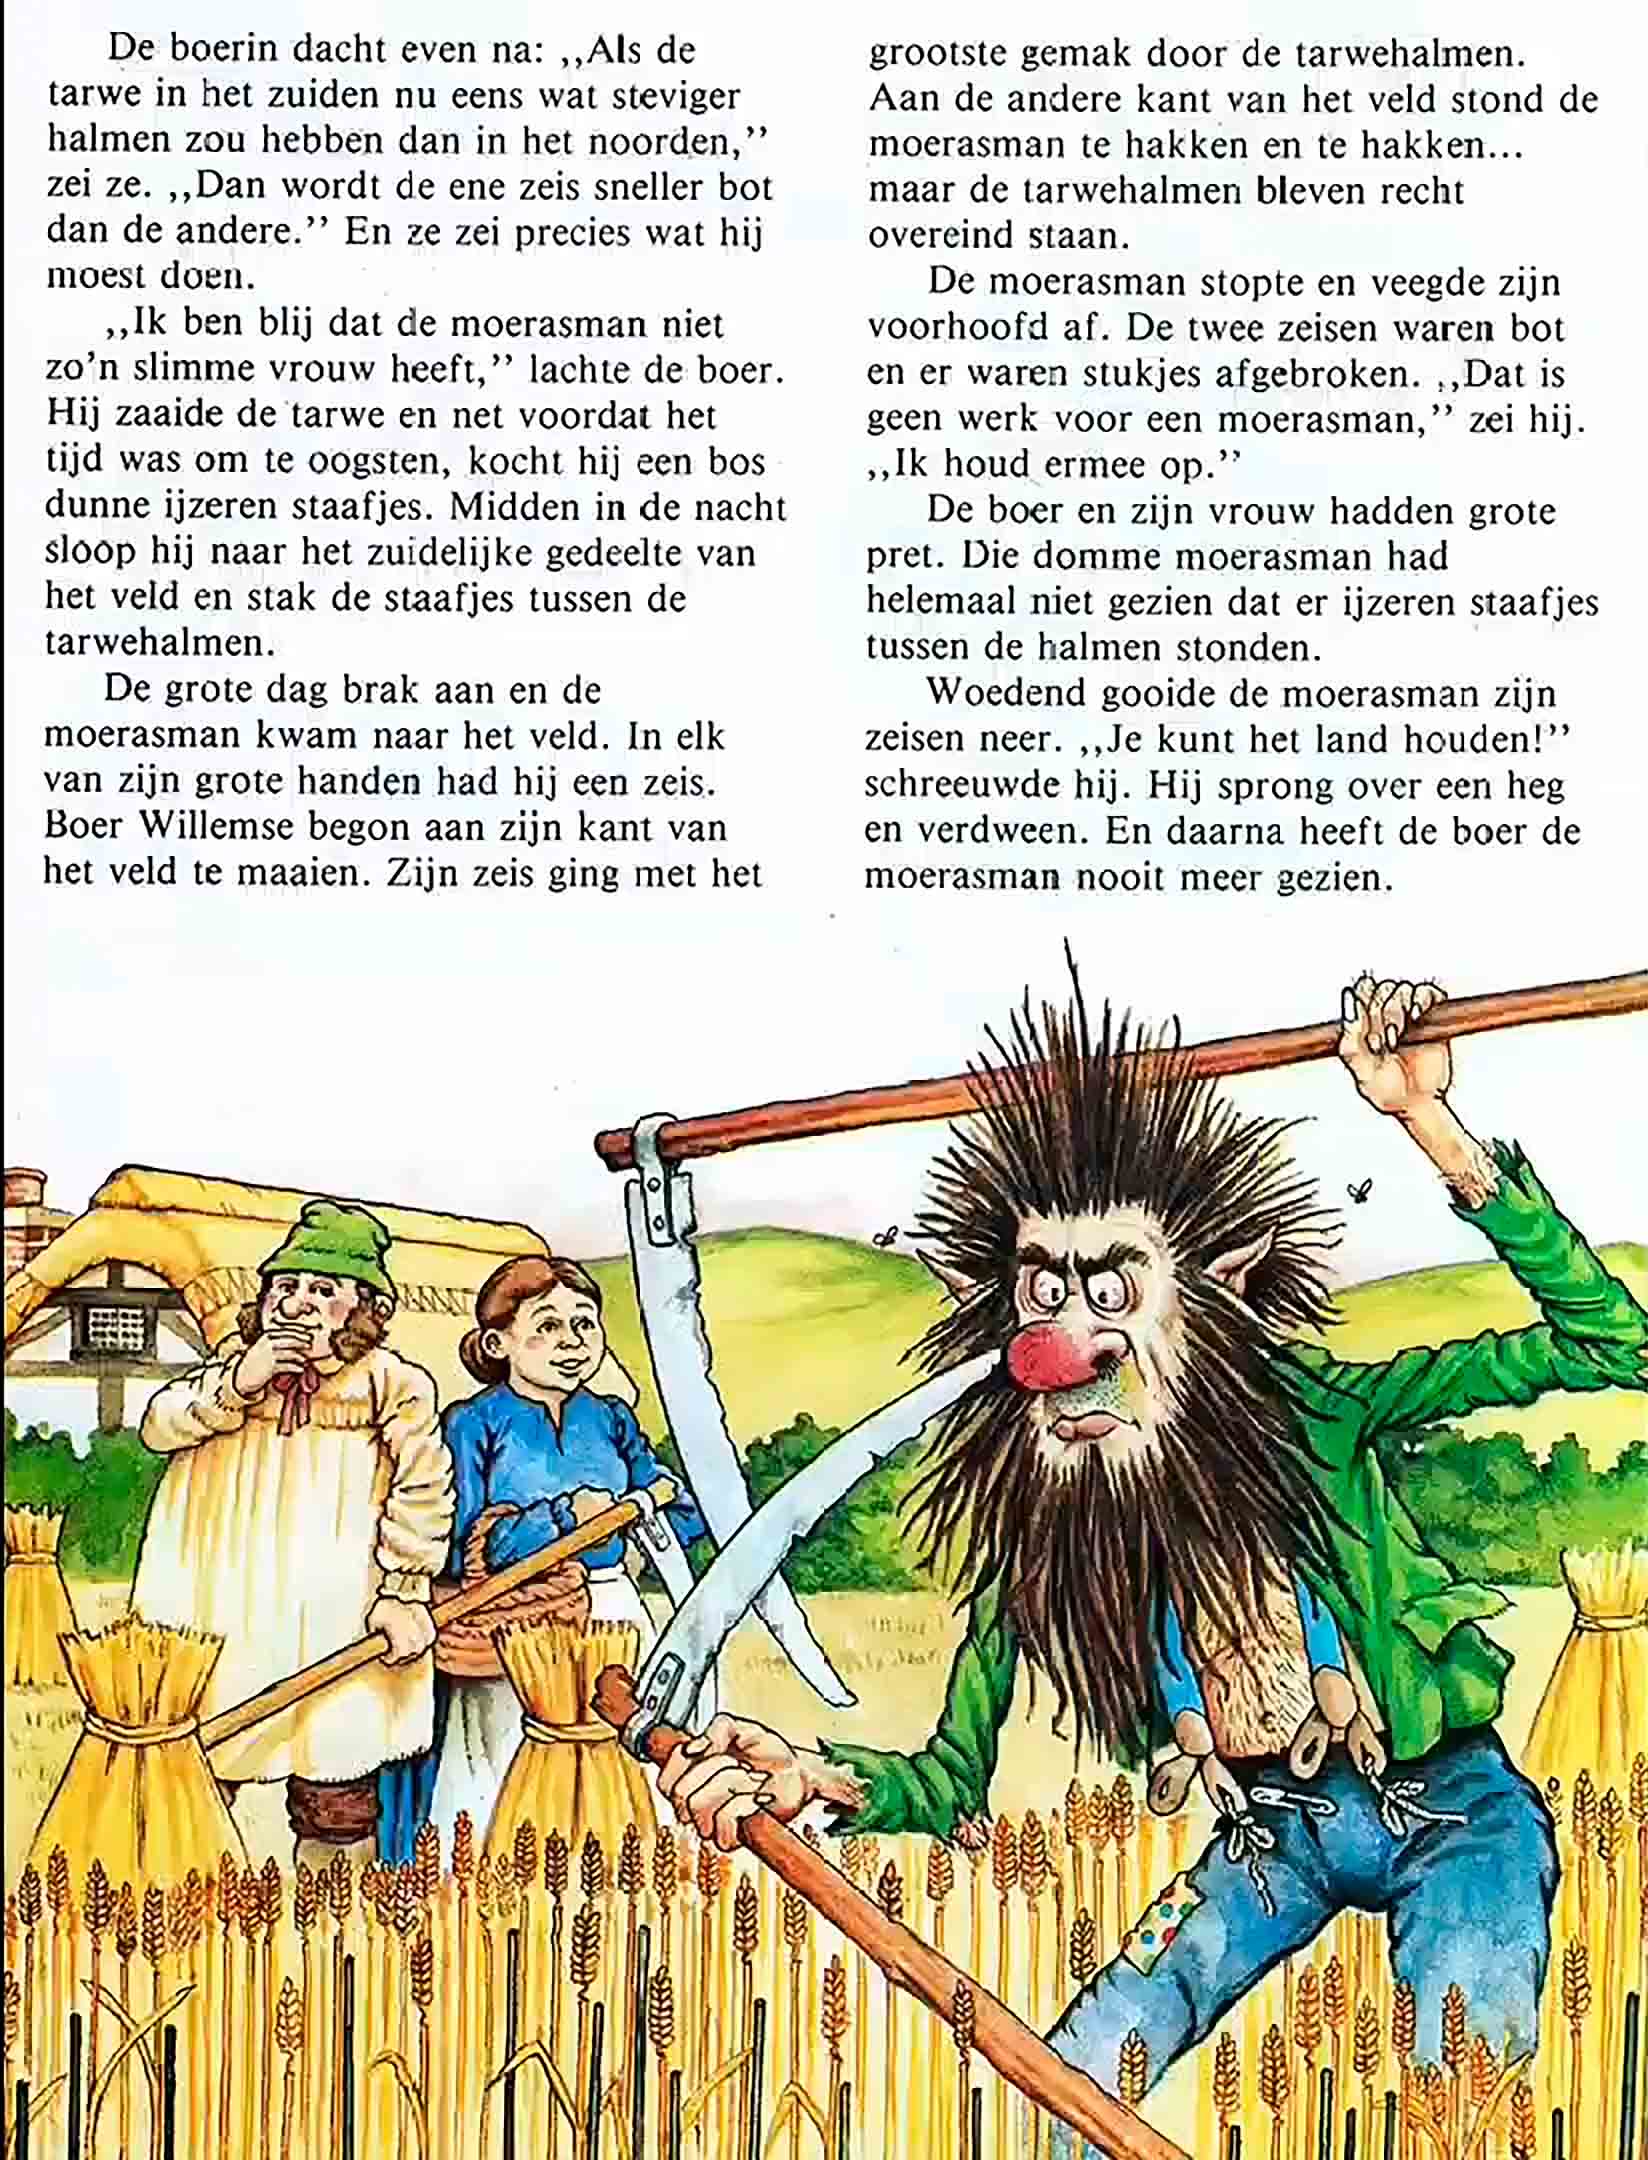 De boerin dacht even na: ,,Als de
tarwe in het zuiden nu eens wat steviger
halmen zou hebben dan in het noorden,’’
zei ze. ,,Dan wordt de ene zeis sneller bot
dan de andere.’’ En ze zei precies wat hij
moest doen.
,,Ik ben blij dat de moerasman niet
zo’n slimme vrouw heeft,’’ lachte de boer.
Hij zaaide de tarwe en net voordat het
tijd was om te oogsten, kocht hij een bos
dunne ijzeren staafjes. Midden in de nacht
sloop hij naar het zuidelijke gedeelte van
het veld en stak de staafjes tussen de
tarwehalmen.
De grote dag brak aan en de
moerasman kwam naar het veld. In elk
van zijn grote handen had hij een zeis.
Boer Willemse begon aan zijn kant van
het veld te maaien. Zijn zeis ging met het
grootste gemak door de tarwehalmen.
Aan de andere kant van het veld stond de
moerasman te hakken en te hakken...
maar de tarwehalmen bleven recht
overeind staan.
De moerasman stopte en veegde zijn
voorhoofd af. De twee zeisen waren bot
en er waren stukjes afgebroken. ,,Dat is
geen werk voor een moerasman,’’ zei hij.
,,Ik houd ermee op.’’
De boer en zijn vrouw hadden grote
pret. Die domme moerasman had
helemaal niet gezien dat er ijzeren staafjes
tussen de halmen stonden.
Woedend gooide de moerasman zijn
zeisen neer. ,,Je kunt het land houden!’’
schreeuwde hij. Hij sprong over een heg
en verdween. En daarna heeft de boer de
moerasman nooit meer gezien.